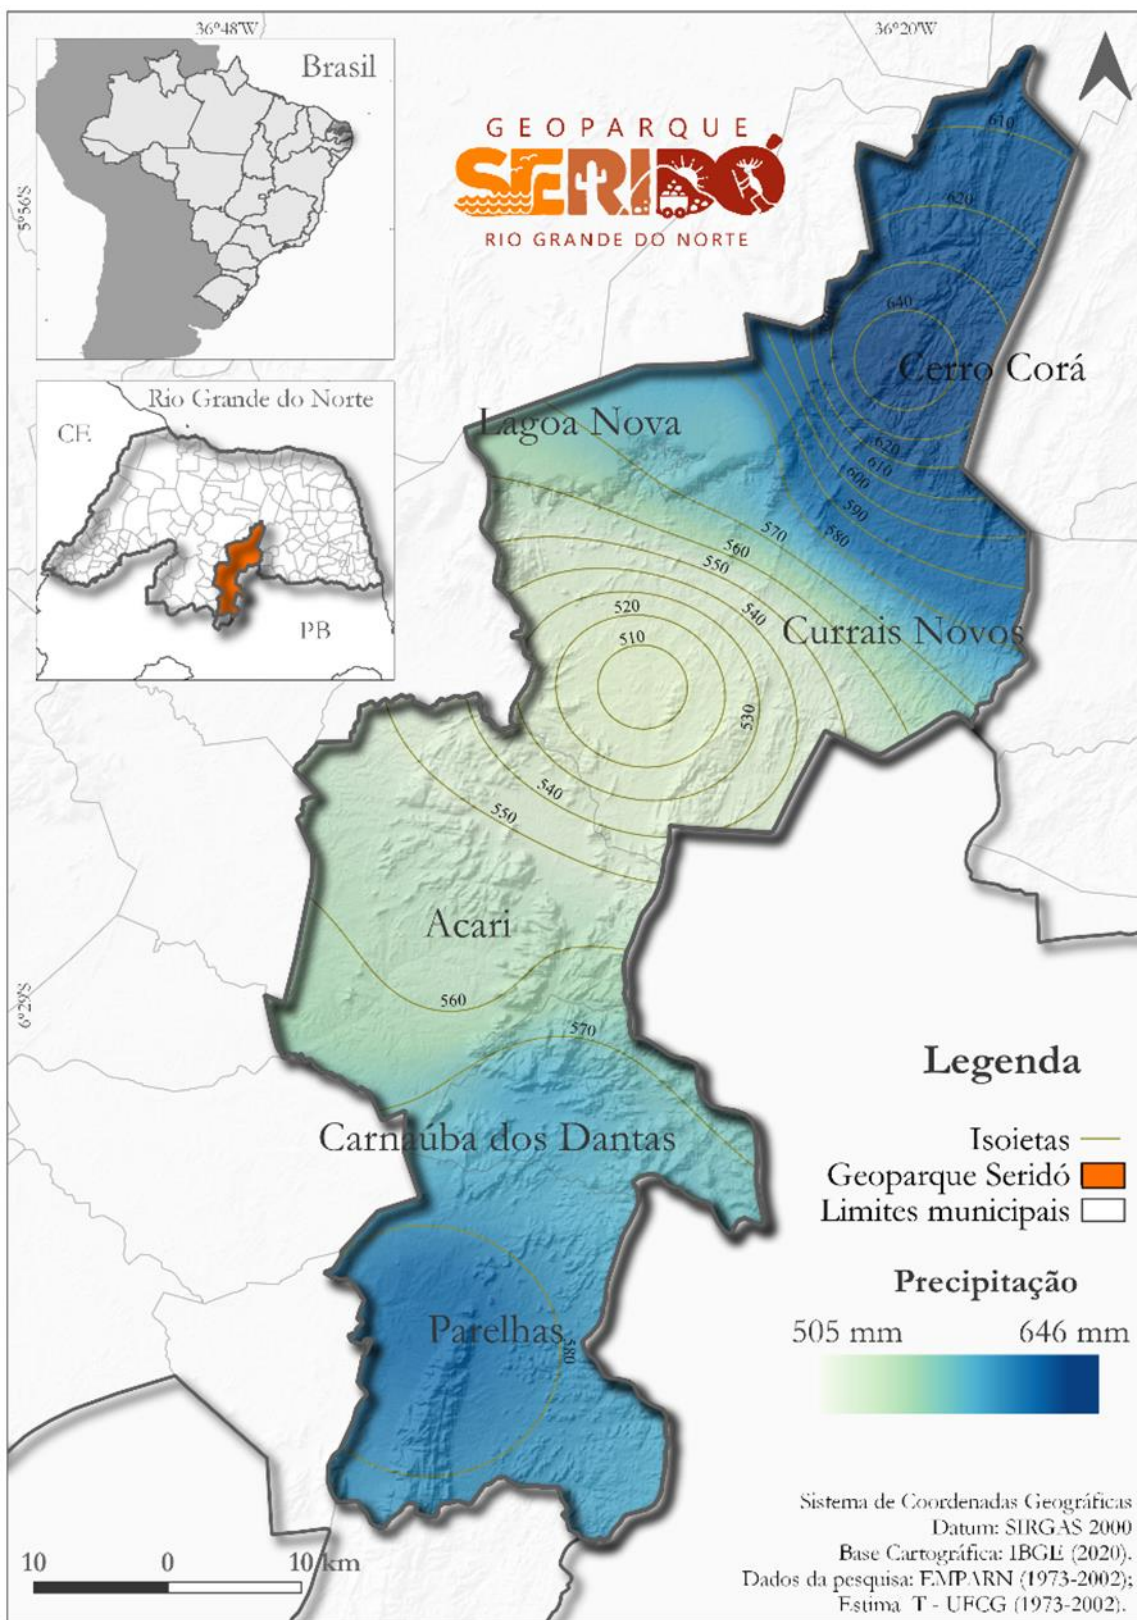 36°48'W
36°20'W
Brasil
5°56'S
GEOPARQUE
SERIDÓ
RIO GRANDE DO NORTE
610
620
640
Cerro Corá
Rio Grande do Norte
CE
PB
Lagoa Nova
620
610
600
590
580
570
560
550
540
520
510
530
Currais Novos
540
550
Acari
560
6°29'S
570
Carnaúba dos Dantas
Parelhas
580
Legenda
Isoietas
Geoparque Seridó
Limites municipais
Precipitação
505 mm 646 mm
10 0 10 km
Sistema de Coordenadas Geográficas
Datum: SIRGAS 2000
Base Cartográfica: IBGE (2020).
Dados da pesquisa: EMPARN (1973-2002);
Estima_T - UFCG (1973-2002).